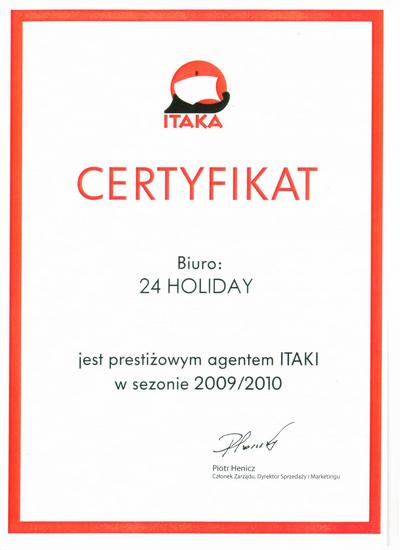 ITAKA
CERTYFIKAT
Biuro:
24 HOLIDAY
jest prestiżowym agentem ITAKI
w sezonie 2009/2010
Piotr Henicz
Członek Zarządu, Dyrektor Sprzedaży i Marketingu